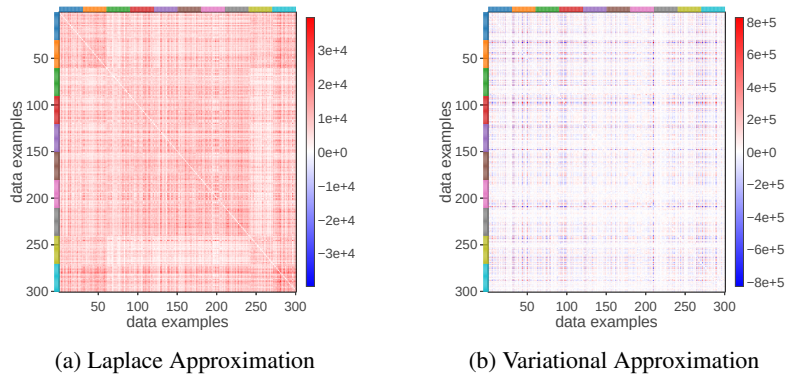 50
100
150
200
250
300
data examples
50
100
150
200
250
300
data examples
3e+4
2e+4
1e+4
0e+0
−1e+4
−2e+4
−3e+4
(a) Laplace Approximation
50
100
150
200
250
300
data examples
50
100
150
200
250
300
data examples
8e+5
6e+5
4e+5
2e+5
0e+0
−2e+5
−4e+5
−6e+5
−8e+5
(b) Variational Approximation